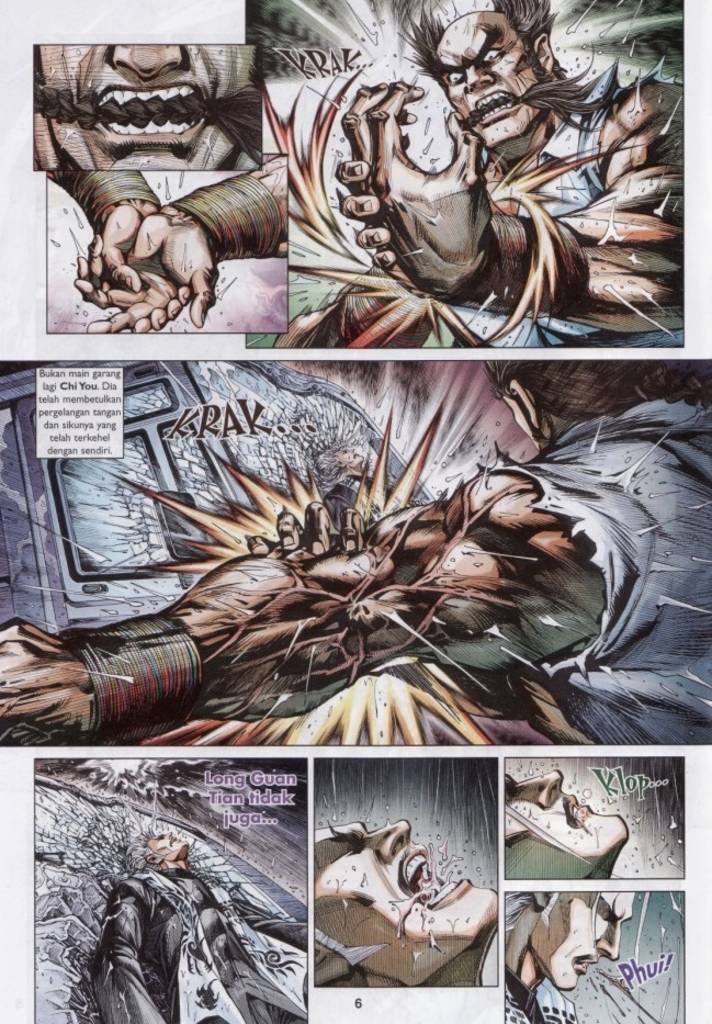 KRAK...
Bukan main garang
lagi Chi You. Dia
telah membetulkan
pergelangan tangan
dan sikunya yang
telah terkehel
dengan sendiri.
KRAK...
Long Guan
Tian tidak
juga...
Klop...
Phui!
6